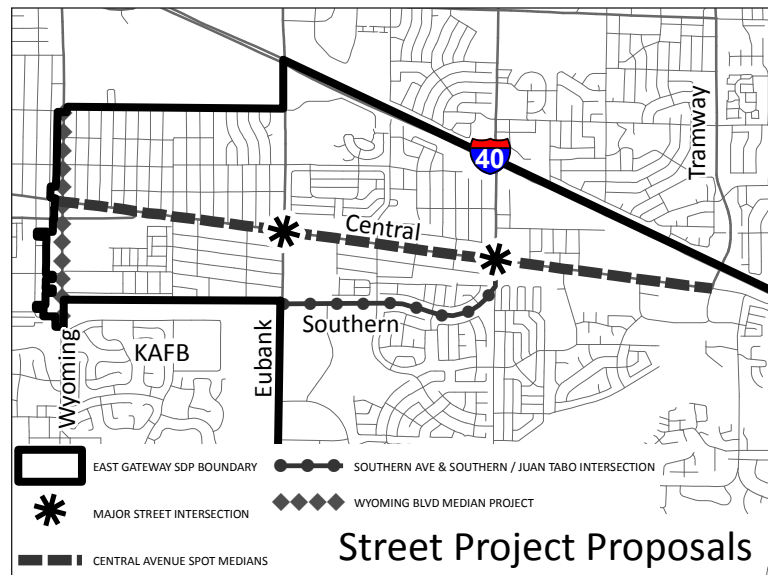 40
Tramway
Central
Southern
Eubank
KAFB
Wyoming
EAST GATEWAY SDP BOUNDARY
SOUTHERN AVE & SOUTHERN / JUAN TABO INTERSECTION
MAJOR STREET INTERSECTION
WYOMING BLVD MEDIAN PROJECT
CENTRAL AVENUE SPOT MEDIANS
Street Project Proposals